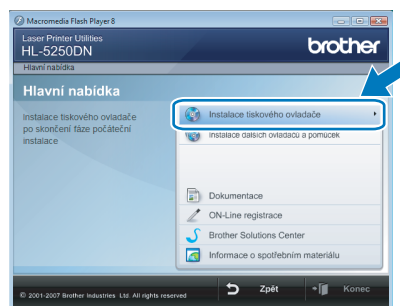 Macromedia Flash Player 8
Laser Printer Utilities
HL-5250DN
brother
Hlavní nabídka
Hlavní nabídka
Instalace tiskového ovladače
po skončení fáze počáteční
instalace
Instalace tiskového ovladače
Instalace dalších ovladačů a pomůcek
Dokumentace
ON-Line registrace
Brother Solutions Center
Informace o spotřebním materiálu
© 2001-2007 Brother Industries Ltd. All rights reserved
Zpět
Konec